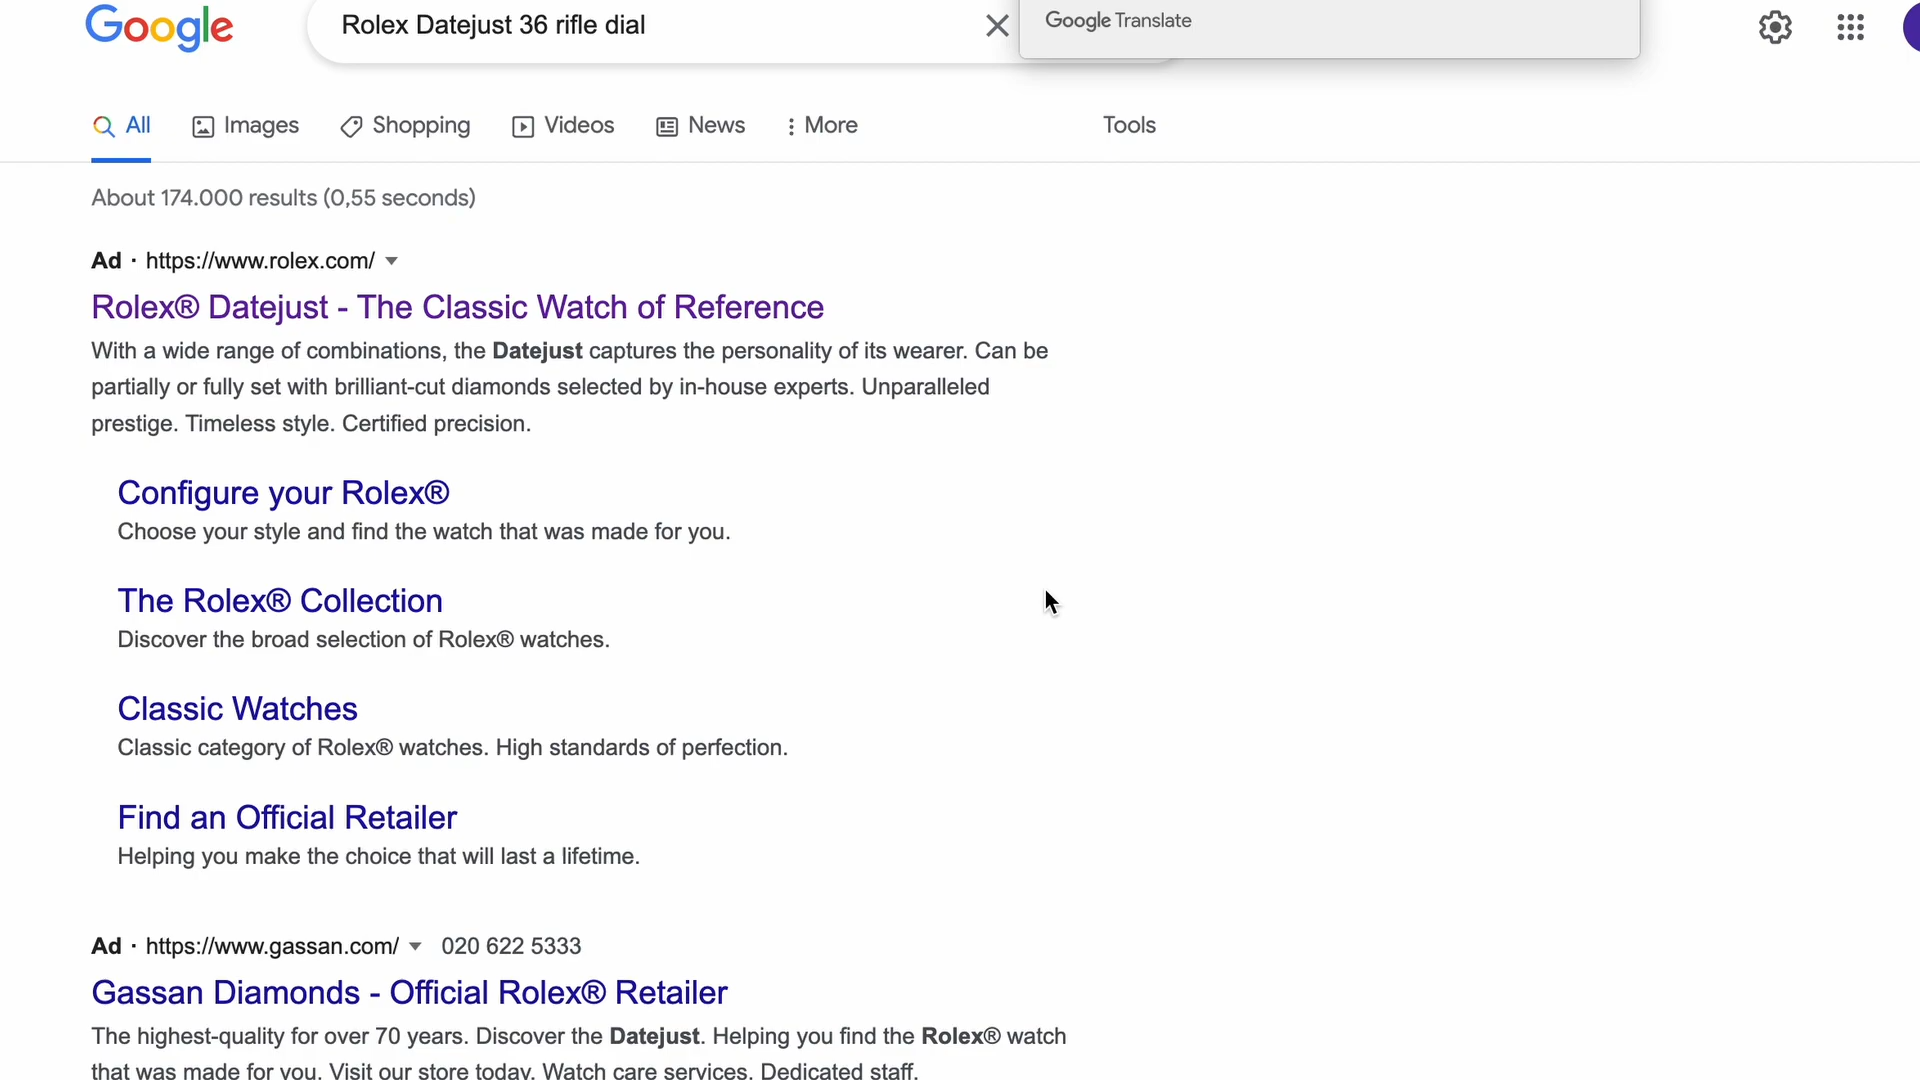 Google
Rolex Datejust 36 rifle dial
Google Translate
All Images Shopping Videos News More Tools
About 174.000 results (0,55 seconds)
Ad · https://www.rolex.com/
Rolex® Datejust - The Classic Watch of Reference
With a wide range of combinations, the Datejust captures the personality of its wearer. Can be
partially or fully set with brilliant-cut diamonds selected by in-house experts. Unparalleled
prestige. Timeless style. Certified precision.
Configure your Rolex®
Choose your style and find the watch that was made for you.
The Rolex® Collection
Discover the broad selection of Rolex® watches.
Classic Watches
Classic category of Rolex® watches. High standards of perfection.
Find an Official Retailer
Helping you make the choice that will last a lifetime.
Ad · https://www.gassan.com/ 020 622 5333
Gassan Diamonds - Official Rolex® Retailer
The highest-quality for over 70 years. Discover the Datejust. Helping you find the Rolex® watch
that was made for you. Visit our store today. Watch care services. Dedicated staff.